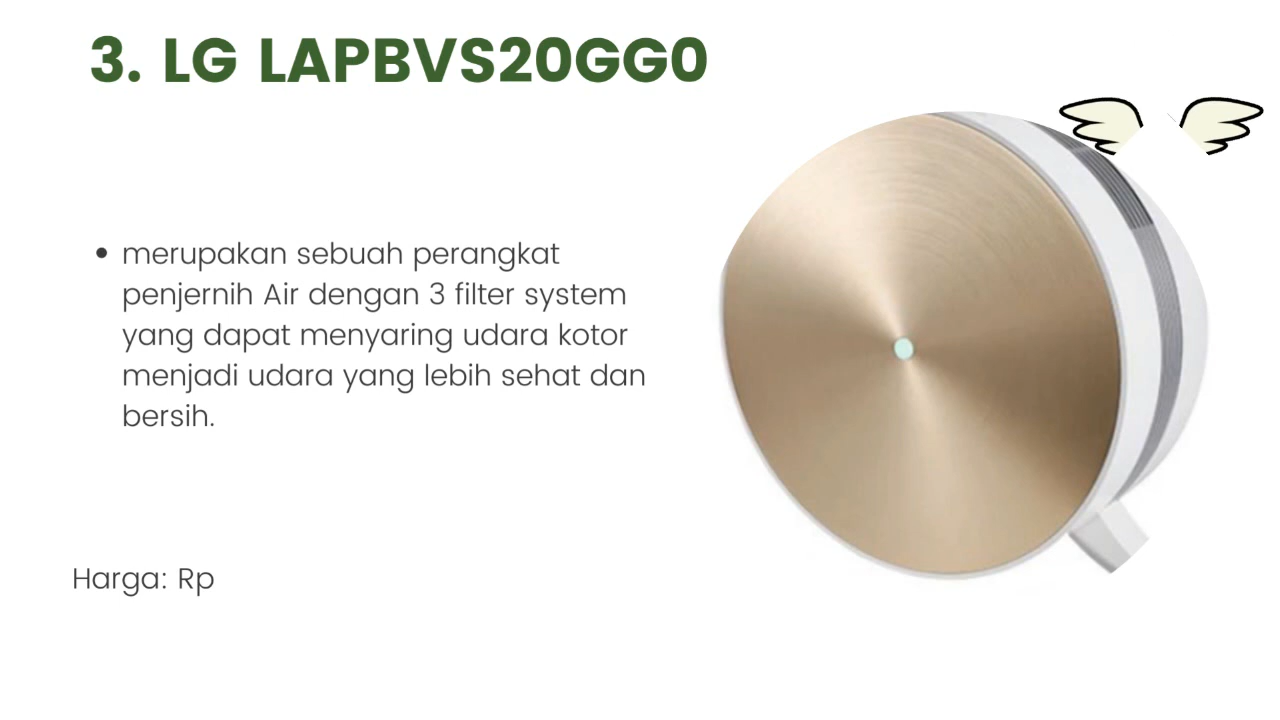 3. LG LAPBVS20GG0
• merupakan sebuah perangkat
penjernih Air dengan 3 filter system
yang dapat menyaring udara kotor
menjadi udara yang lebih sehat dan
bersih.
Harga: Rp